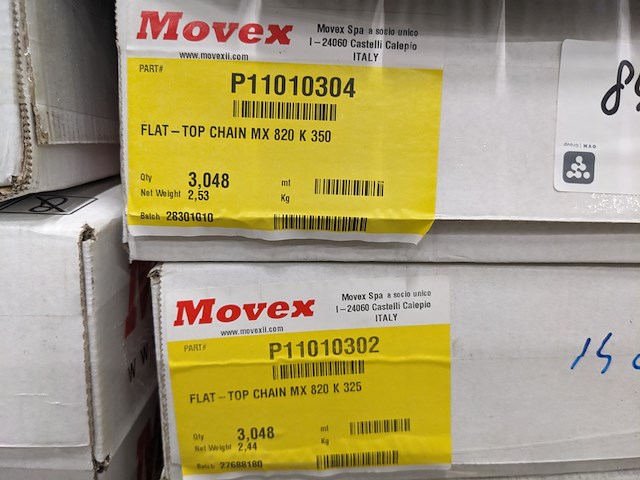 Movex
Movex Spa a socio unico
I-24060 Castelli Calepio
ITALY
www.movexii.com
PART#
P11010304
FLAT-TOP CHAIN MX 820 K 350
Qty 3,048 mt
Net Weight 2,53 Kg
Batch 28301010
Movex
Movex Spa a socio unico
I-24060 Castelli Calepio
ITALY
www.movexii.com
PART#
P11010302
FLAT-TOP CHAIN MX 820 K 325
Qty 3,048 mt
Net Weight 2,44 Kg
Batch 27688180